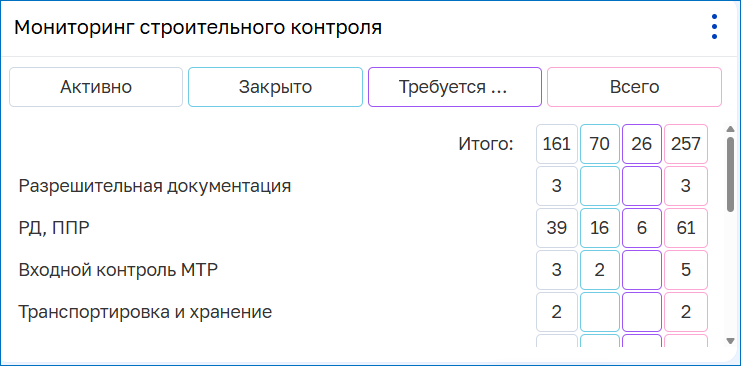 Мониторинг строительного контроля
Активно Закрыто Требуется ... Всего
Итого: 161 70 26 257
Разрешительная документация 3 3
РД, ППР 39 16 6 61
Входной контроль МТР 3 2 5
Транспортировка и хранение 2 2